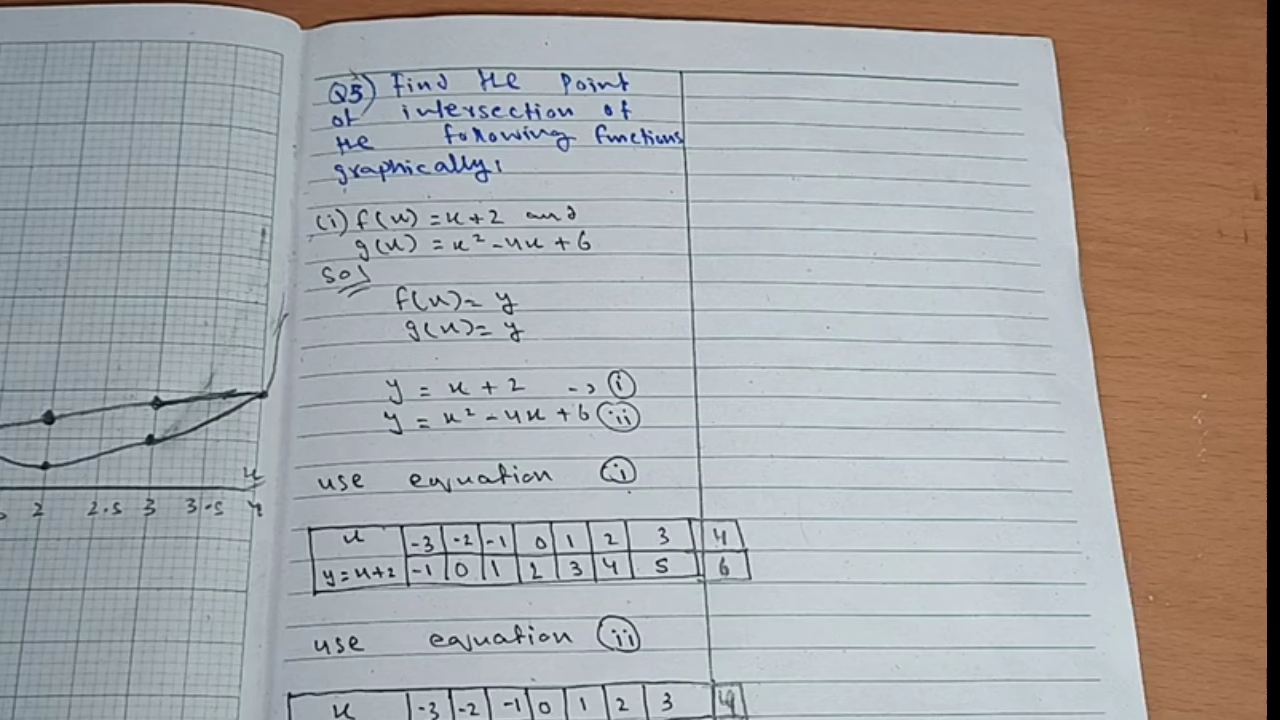 2 2.5 3 3.5 4
x
Q5) Find the point
of intersection of
the following functions
graphically:
(i) f(x) = x + 2 and
g(x) = x² - 4x + 6
Sol
f(x) = y
g(x) = y
y = x + 2 -> (i)
y = x² - 4x + 6 (ii)
use equation (i)
x -3 -2 -1 0 1 2 3 4
y = x+2 -1 0 1 2 3 4 5 6
use equation (ii)
x -3 -2 -1 0 1 2 3 4